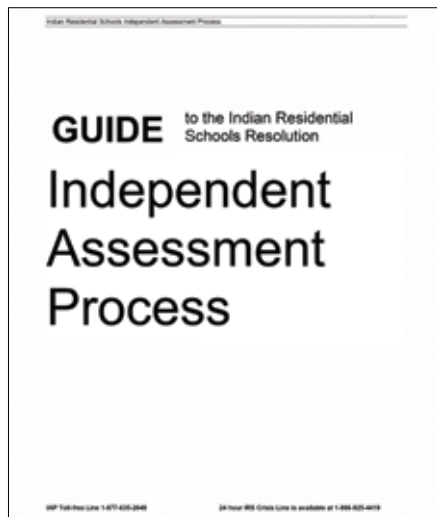 Indian Residential Schools Independent Assessment Process
GUIDE to the Indian Residential
Schools Resolution
Independent
Assessment
Process
IAP Toll-free Line 1-877-635-2648 24 hour IRS Crisis Line is available at 1-866-925-4419